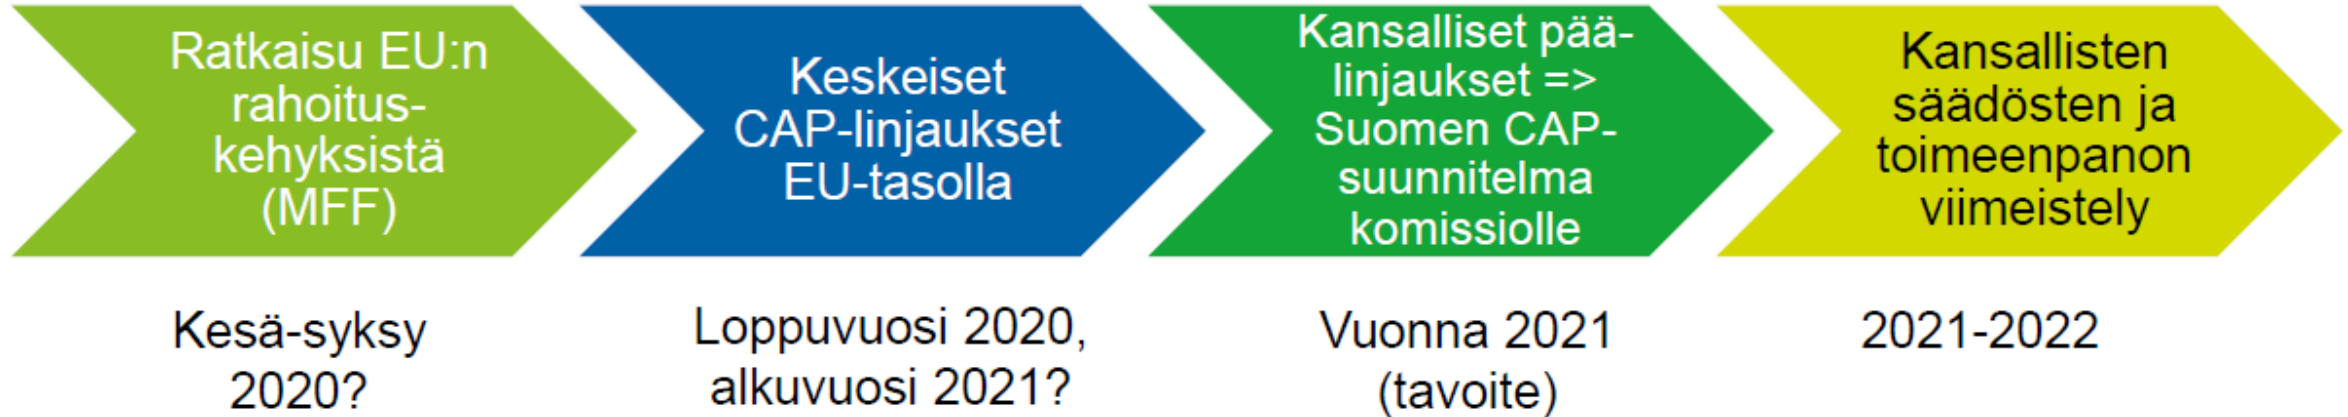 Ratkaisu EU:n
rahoitus-
kehyksistä
(MFF)
Keskeiset
CAP-linjaukset
EU-tasolla
Kansalliset pää-
linjaukset =>
Suomen CAP-
suunnitelma
komissiolle
Kansallisten
säädösten ja
toimeenpanon
viimeistely
Kesä-syksy
2020?
Loppuvuosi 2020,
alkuvuosi 2021?
Vuonna 2021
(tavoite)
2021-2022